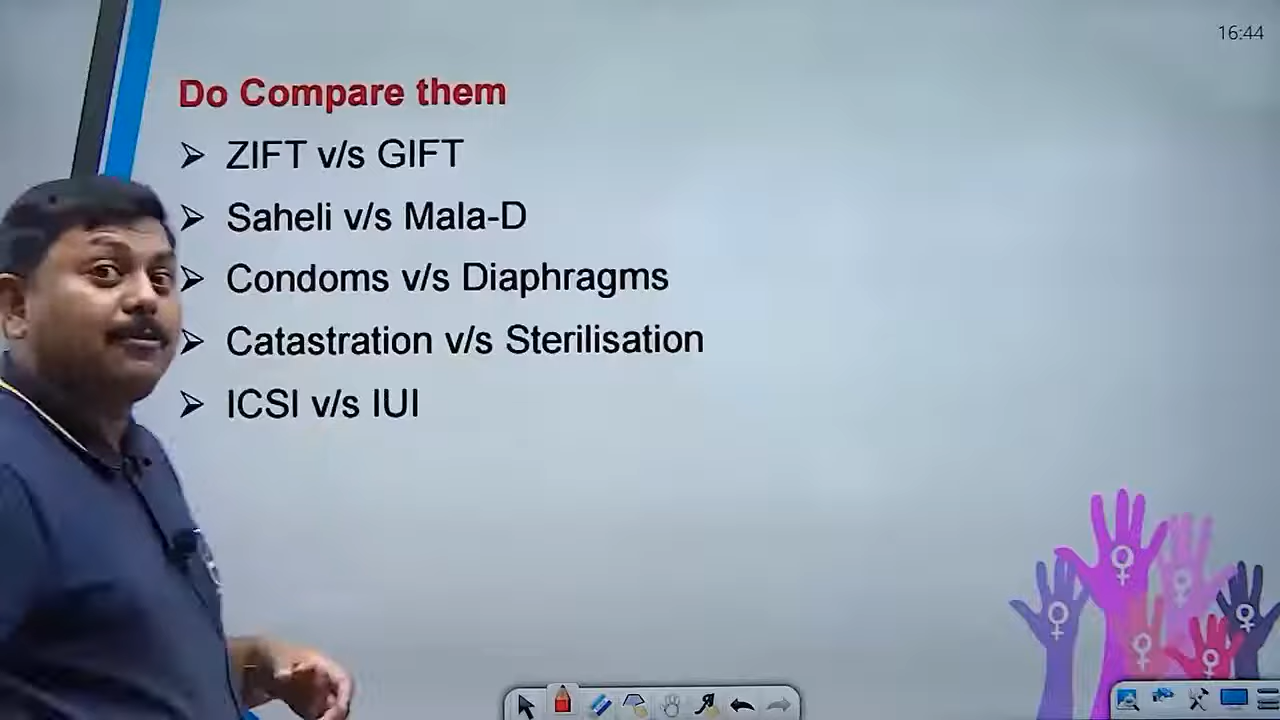 16:44
Do Compare them
ZIFT v/s GIFT
Saheli v/s Mala-D
Condoms v/s Diaphragms
Catastration v/s Sterilisation
ICSI v/s IUI